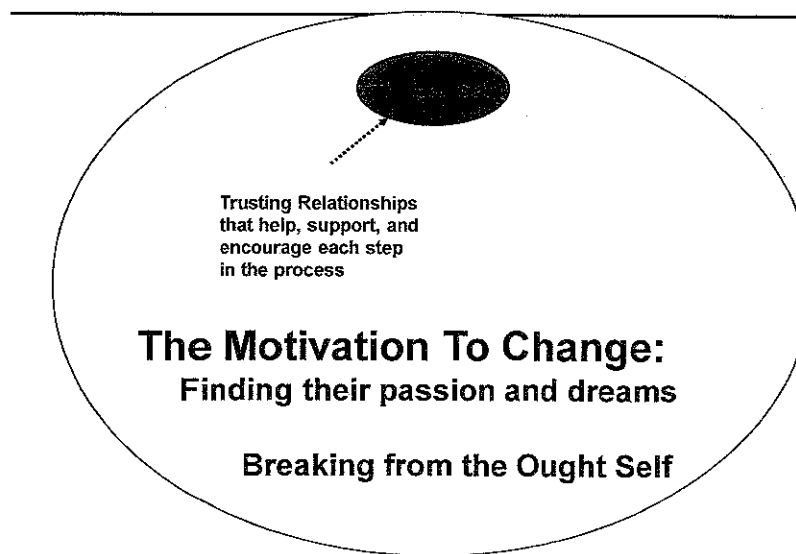 Trusting Relationships
that help, support, and
encourage each step
in the process
The Motivation To Change:
Finding their passion and dreams
Breaking from the Ought Self